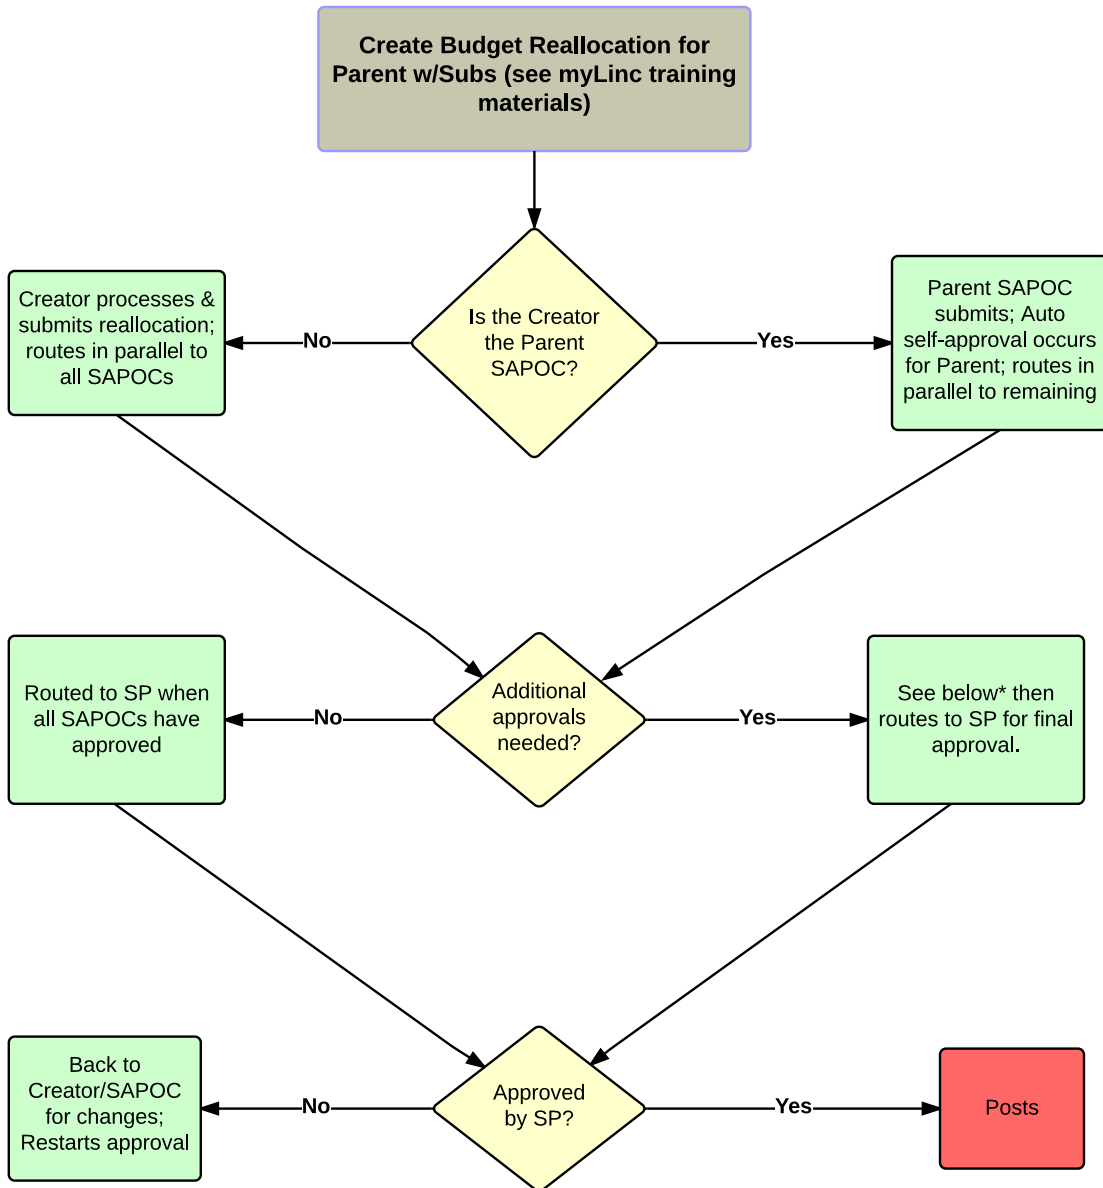 Create Budget Reallocation for
Parent w/Subs (see myLinc training
materials)
Creator processes &
submits reallocation;
routes in parallel to
all SAPOCs
No
Is the Creator
the Parent
SAPOC?
Yes
Parent SAPOC
submits; Auto
self-approval occurs
for Parent; routes in
parallel to remaining
Routed to SP when
all SAPOCs have
approved
No
Additional
approvals
needed?
Yes
See below* then
routes to SP for final
approval.
Back to
Creator/SAPOC
for changes;
Restarts approval
No
Approved
by SP?
Yes
Posts